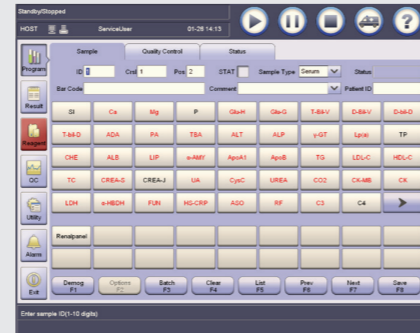 Standby/Stopped
HOST ServiceUser 01-26 14:13
Sample Quality Control Status
ID 1 Crsl 1 Pos 2 STAT Sample Type Serum Status
Bar Code Comment Patient ID
Program
Result
Reagent
QC
Utility
Alarm
Exit
SI Ca Mg P Glu-H Glu-G T-Bil-V D-Bil-V D-bil-D
T-bil-D ADA PA TBA ALT ALP γ-GT Lp(a) TP
CHE ALB LIP α-AMY ApoA1 ApoB TG LDL-C HDL-C
TC CREA-S CREA-J UA CysC UREA CO2 CK-MB CK
LDH α-HBDH FUN HS-CRP ASO RF C3 C4
Renalpanel
Demog F1 Options F2 Batch F3 Clear F4 List F5 Prev F6 Next F7 Save F8
Enter sample ID(1-10 digits)